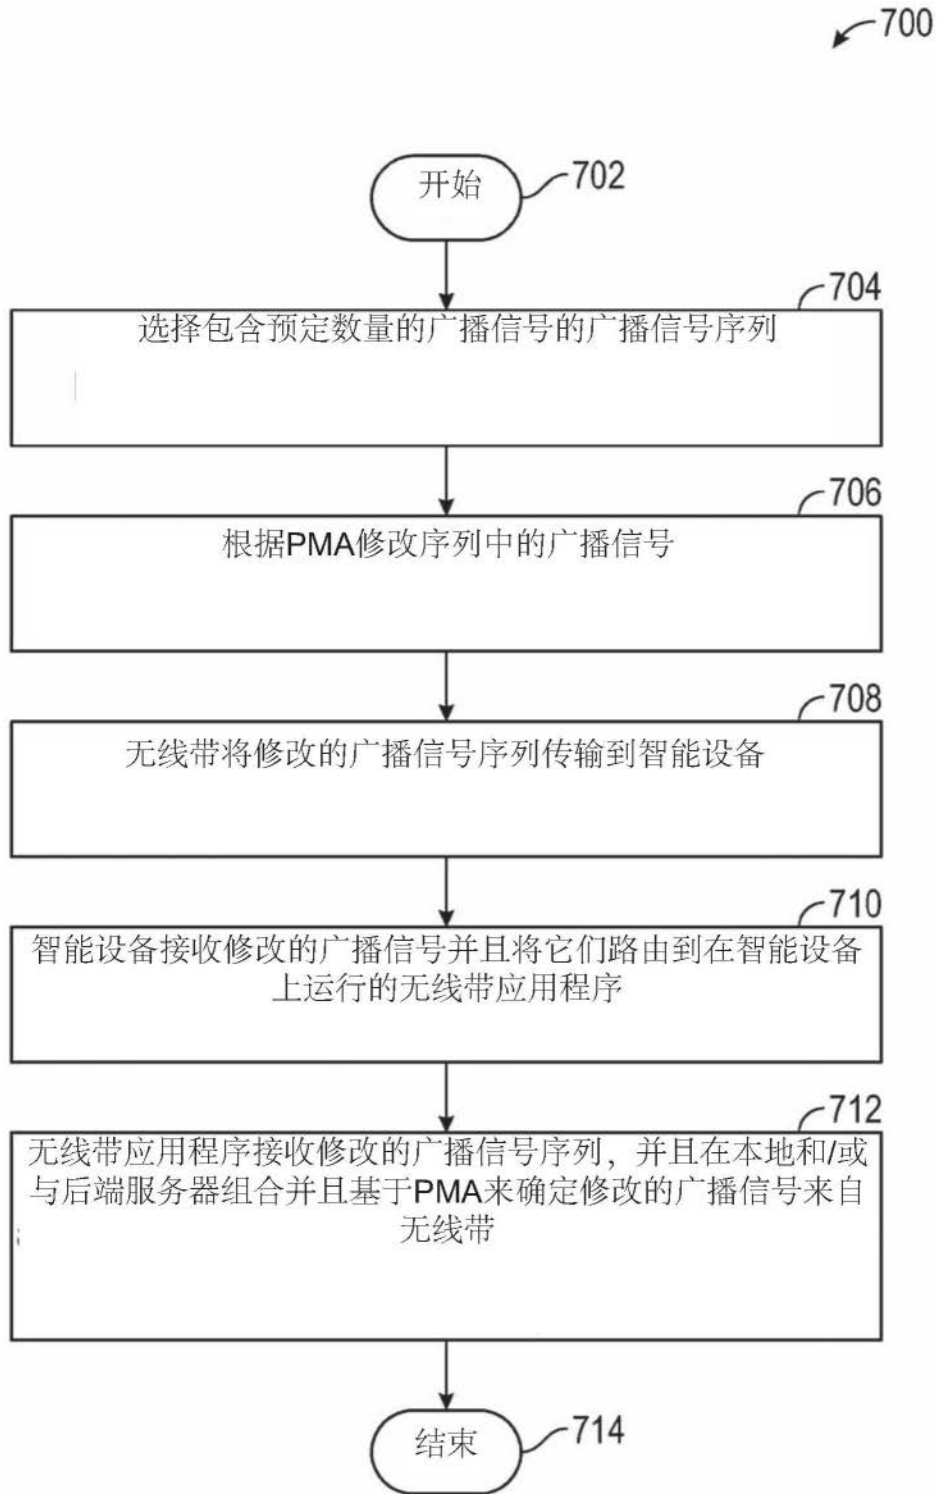 700
开始
702
704
选择包含预定数量的广播信号的广播信号序列
706
根据PMA修改序列中的广播信号
708
无线带将修改的广播信号序列传输到智能设备
710
智能设备接收修改的广播信号并且将它们路由到在智能设备
上运行的无线带应用程序
712
无线带应用程序接收修改的广播信号序列，并且在本地和/或
与后端服务器组合并且基于PMA来确定修改的广播信号来自
无线带
结束
714